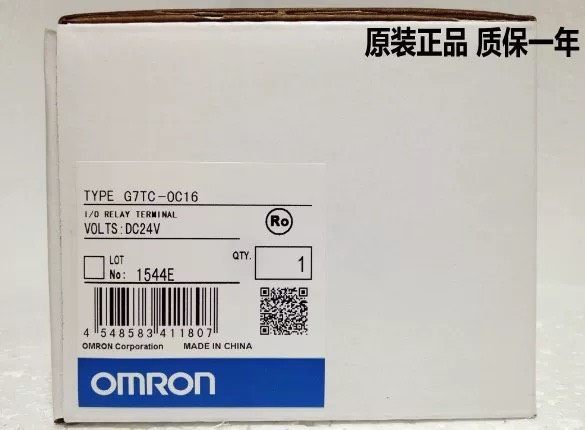 原装正品 质保一年
TYPE G7TC-OC16
I/O RELAY TERMINAL
VOLTS:DC24V
Ro
LOT
No: 1544E
QTY. 1
4 548583 411807
OMRON Corporation MADE IN CHINA
OMRON